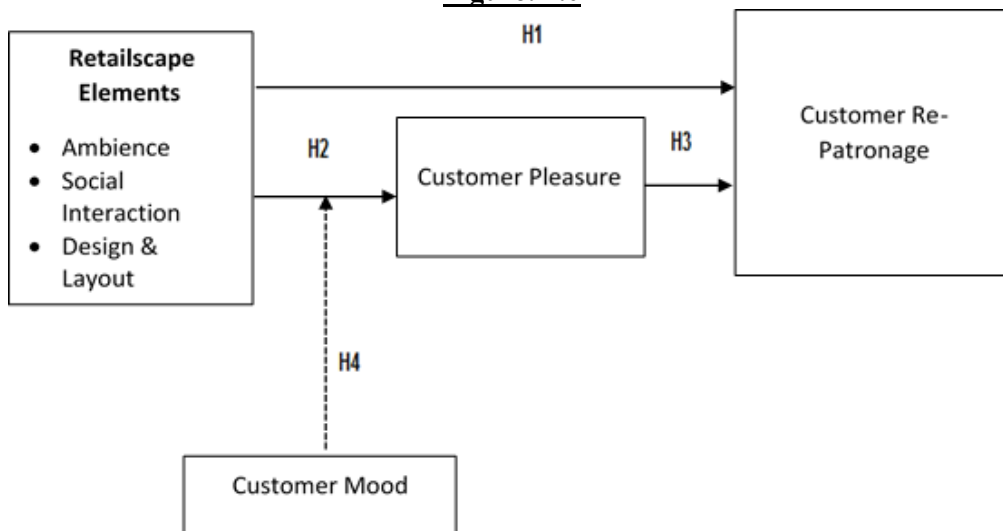 H1
Retailscape
Elements
• Ambience
• Social
Interaction
• Design &
Layout
H2
Customer Pleasure
H3
Customer Re-
Patronage
H4
Customer Mood